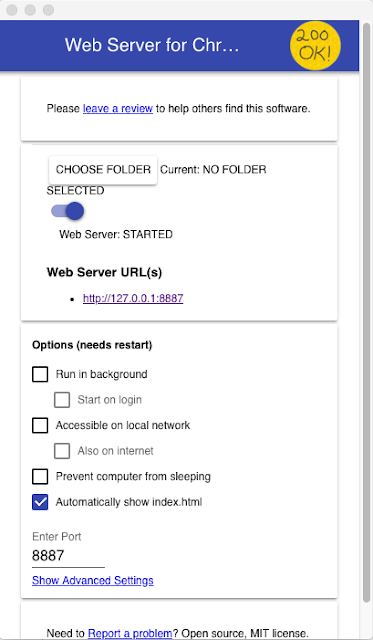 Web Server for Chr…
200
OK!
Please leave a review to help others find this software.
CHOOSE FOLDER Current: NO FOLDER
SELECTED
Web Server: STARTED
Web Server URL(s)
http://127.0.0.1:8887
Options (needs restart)
Run in background
Start on login
Accessible on local network
Also on internet
Prevent computer from sleeping
Automatically show index.html
Enter Port
8887
Show Advanced Settings
Need to Report a problem? Open source, MIT license.